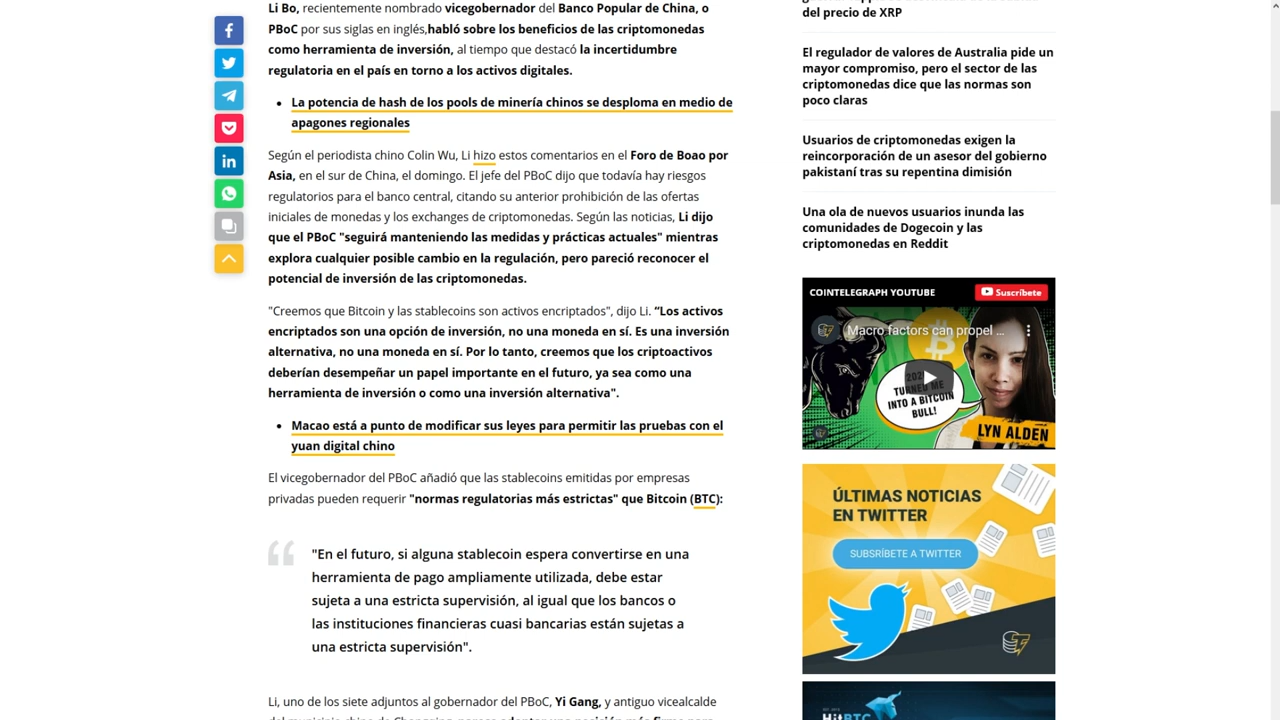 Li Bo, recientemente nombrado vicegobernador del Banco Popular de China, o
PBoC por sus siglas en inglés,habló sobre los beneficios de las criptomonedas
como herramienta de inversión, al tiempo que destacó la incertidumbre
regulatoria en el país en torno a los activos digitales.
La potencia de hash de los pools de minería chinos se desploma en medio de
apagones regionales
Según el periodista chino Colin Wu, Li hizo estos comentarios en el Foro de Boao por
Asia, en el sur de China, el domingo. El jefe del PBoC dijo que todavía hay riesgos
regulatorios para el banco central, citando su anterior prohibición de las ofertas
iniciales de monedas y los exchanges de criptomonedas. Según las noticias, Li dijo
que el PBoC "seguirá manteniendo las medidas y prácticas actuales" mientras
explora cualquier posible cambio en la regulación, pero pareció reconocer el
potencial de inversión de las criptomonedas.
"Creemos que Bitcoin y las stablecoins son activos encriptados", dijo Li. “Los activos
encriptados son una opción de inversión, no una moneda en sí. Es una inversión
alternativa, no una moneda en sí. Por lo tanto, creemos que los criptoactivos
deberían desempeñar un papel importante en el futuro, ya sea como una
herramienta de inversión o como una inversión alternativa".
Macao está a punto de modificar sus leyes para permitir las pruebas con el
yuan digital chino
El vicegobernador del PBoC añadió que las stablecoins emitidas por empresas
privadas pueden requerir "normas regulatorias más estrictas" que Bitcoin (BTC):
"En el futuro, si alguna stablecoin espera convertirse en una
herramienta de pago ampliamente utilizada, debe estar
sujeta a una estricta supervisión, al igual que los bancos o
las instituciones financieras cuasi bancarias están sujetas a
una estricta supervisión".
Li, uno de los siete adjuntos al gobernador del PBoC, Yi Gang, y antiguo vicealcalde
del precio de XRP
El regulador de valores de Australia pide un
mayor compromiso, pero el sector de las
criptomonedas dice que las normas son
poco claras
Usuarios de criptomonedas exigen la
reincorporación de un asesor del gobierno
pakistaní tras su repentina dimisión
Una ola de nuevos usuarios inunda las
comunidades de Dogecoin y las
criptomonedas en Reddit
COINTELEGRAPH YOUTUBE
Suscríbete
Macro factors can propel ...
TURNED ME
INTO A BITCOIN
BULL!
LYN ALDEN
ÚLTIMAS NOTICIAS
EN TWITTER
SUBSRÍBETE A TWITTER
HitBTC